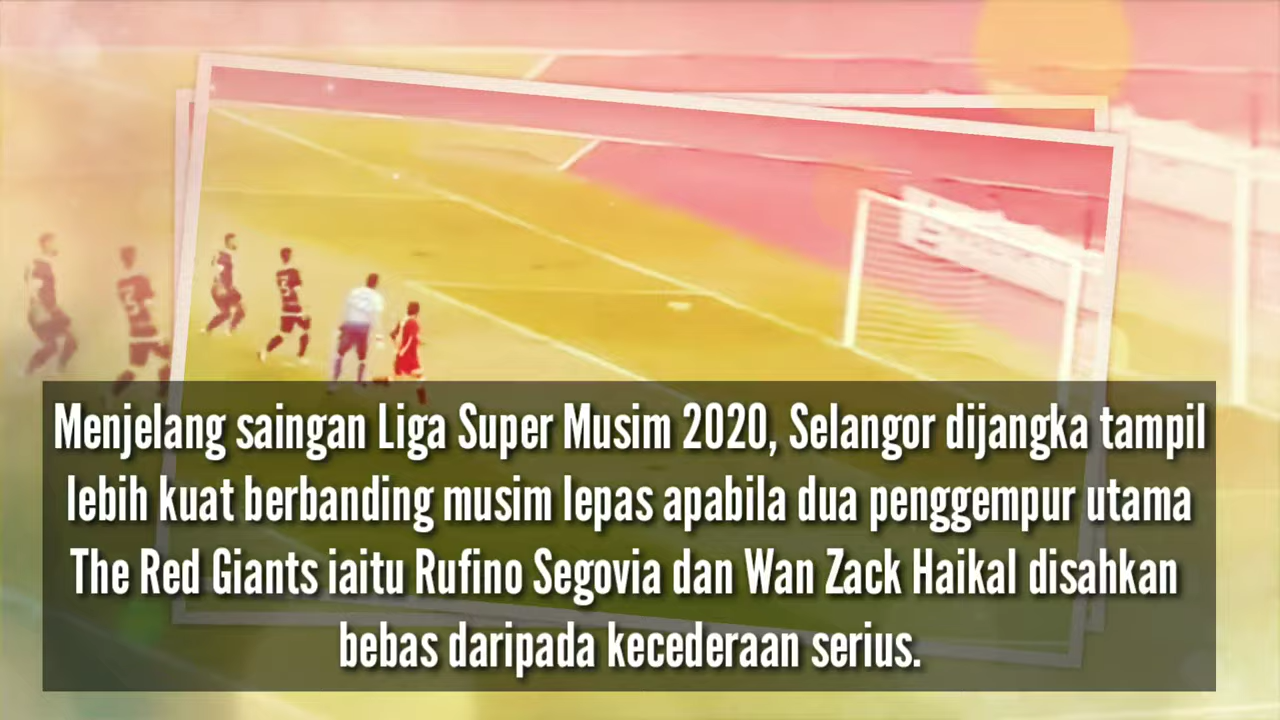 Menjelang saingan Liga Super Musim 2020, Selangor dijangka tampil
lebih kuat berbanding musim lepas apabila dua penggempur utama
The Red Giants iaitu Rufino Segovia dan Wan Zack Haikal disahkan
bebas daripada kecederaan serius.